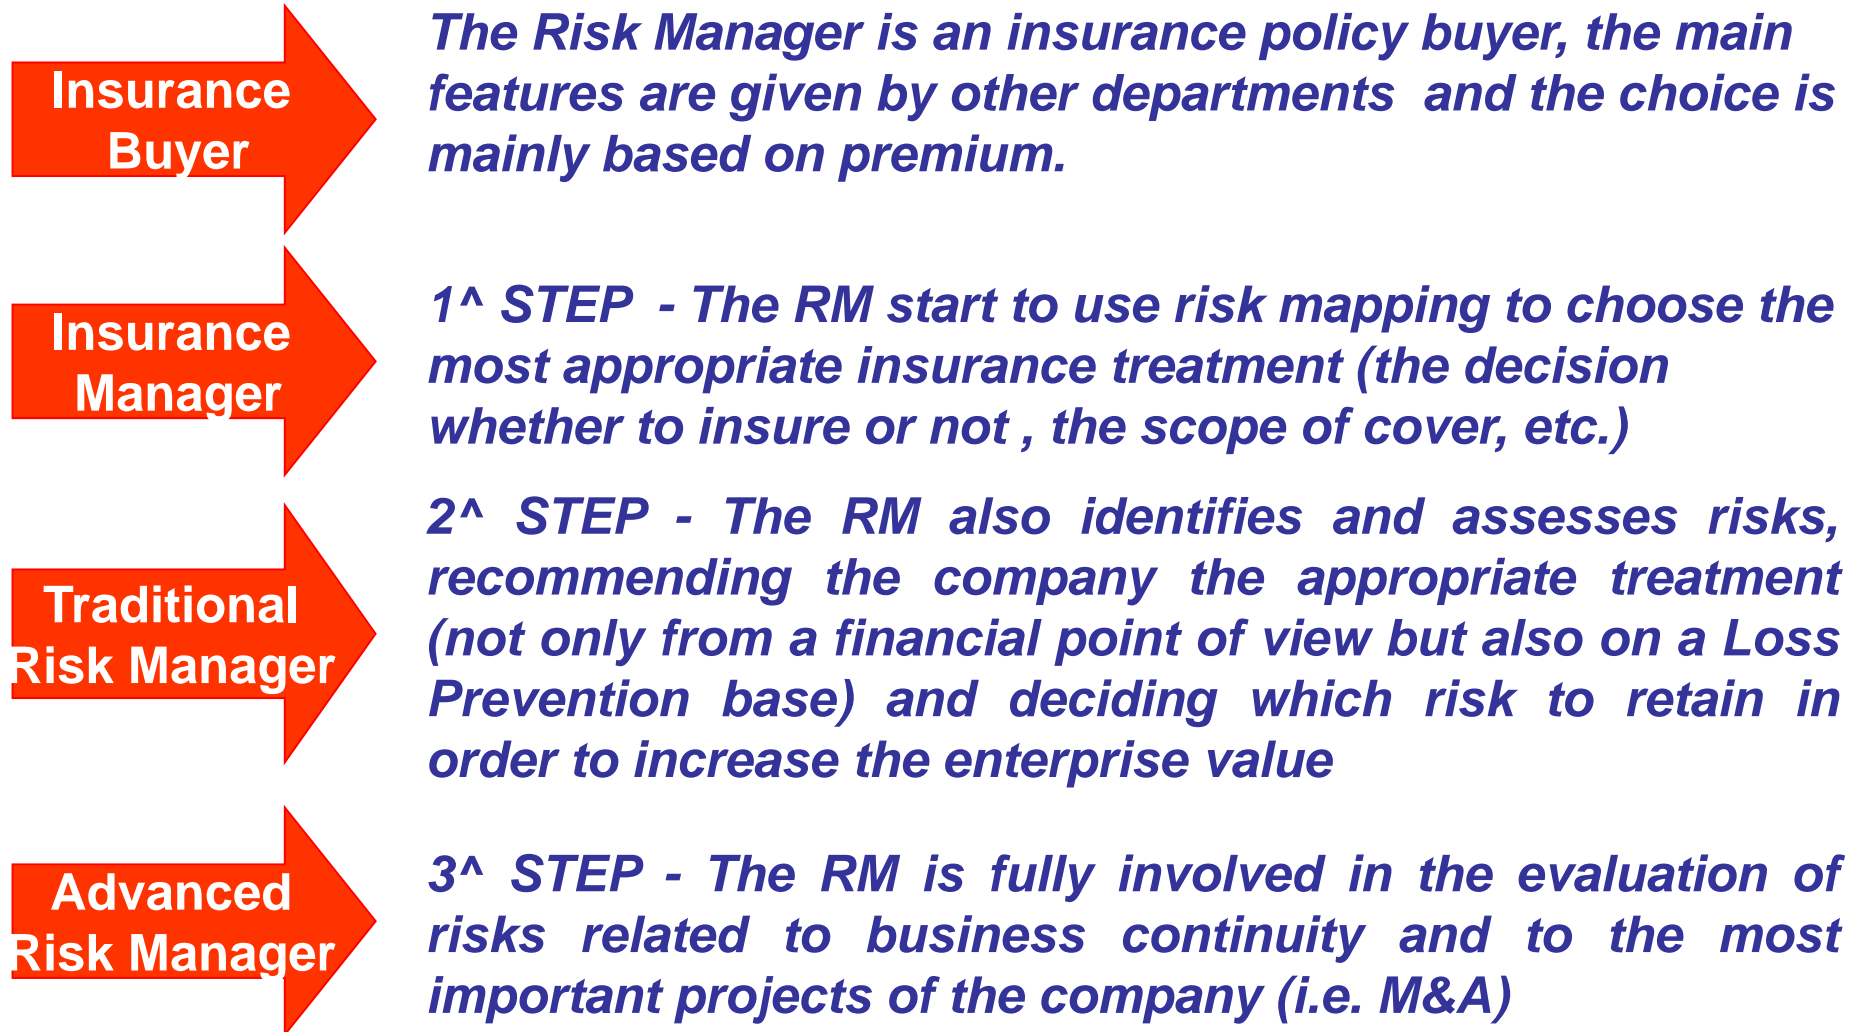 Insurance
Buyer
The Risk Manager is an insurance policy buyer, the main
features are given by other departments  and the choice is
mainly based on premium.
Insurance
Manager
1^ STEP  - The RM start to use risk mapping to choose the
most appropriate insurance treatment (the decision
whether to insure or not , the scope of cover, etc.)
Traditional
Risk Manager
2^ STEP - The RM also identifies and assesses risks,
recommending the company the appropriate treatment
(not only from a financial point of view but also on a Loss
Prevention base) and deciding which risk to retain in
order to increase the enterprise value
Advanced
Risk Manager
3^ STEP - The RM is fully involved in the evaluation of
risks related to business continuity and to the most
important projects of the company (i.e. M&A)